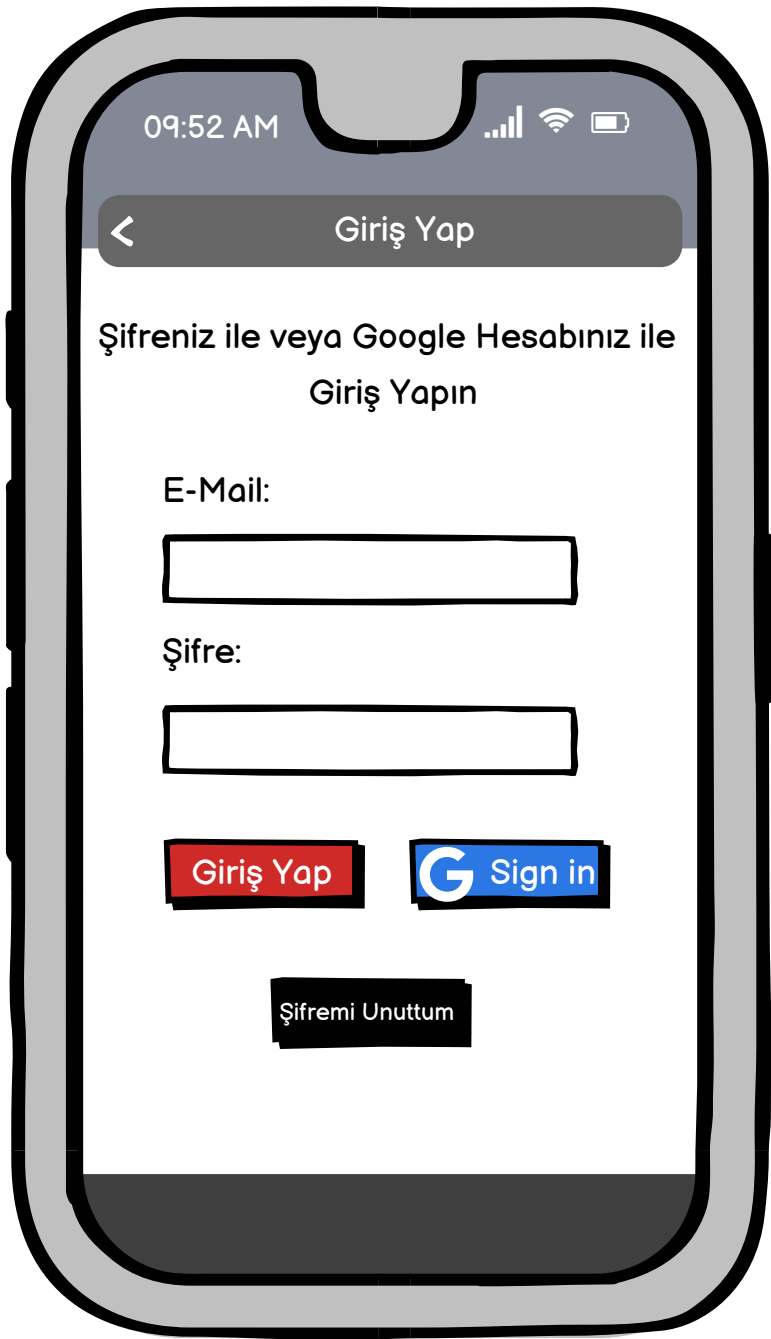 09:52 AM
Giriş Yap
Şifreniz ile veya Google Hesabınız ile
Giriş Yapın
E-Mail:
Şifre:
Giriş Yap
G Sign in
Şifremi Unuttum